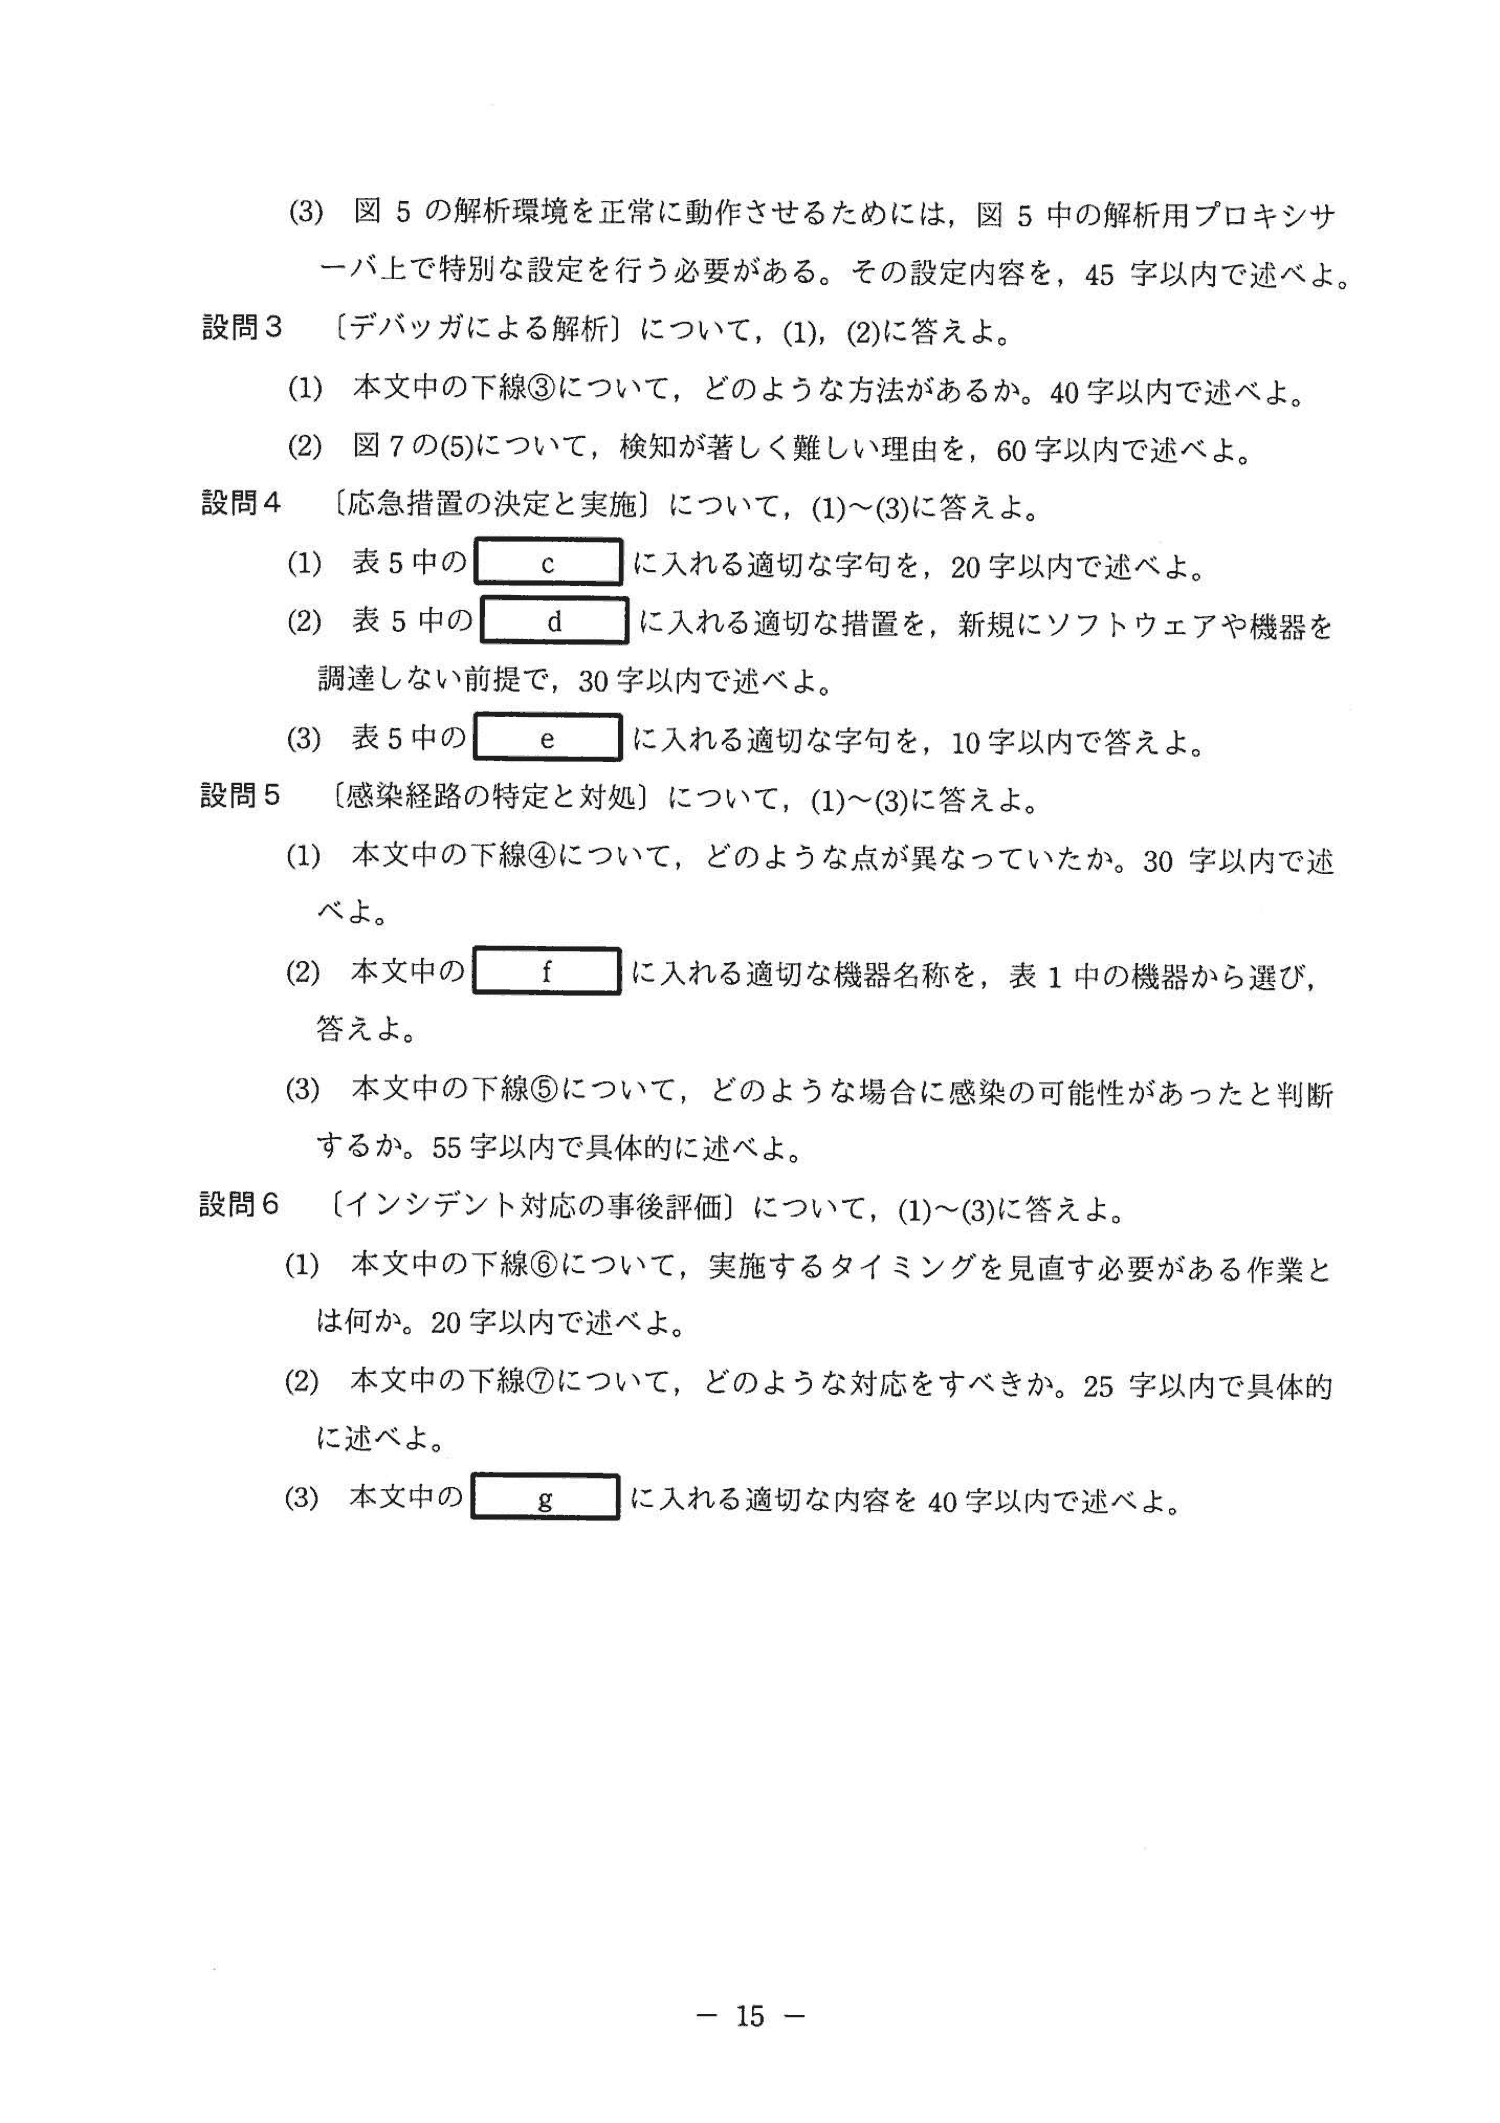 (3) 図 5 の解析環境を正常に動作させるためには，図 5 中の解析用プロキシサ
ーバ上で特別な設定を行う必要がある。その設定内容を，45 字以内で述べよ。
設問３ 〔デバッガによる解析〕について，(1)，(2)に答えよ。
(1) 本文中の下線③について，どのような方法があるか。40 字以内で述べよ。
(2) 図 7 の(5)について，検知が著しく難しい理由を，60 字以内で述べよ。
設問４ 〔応急措置の決定と実施〕について，(1)〜(3)に答えよ。
(1) 表 5 中の c に入れる適切な字句を，20 字以内で述べよ。
(2) 表 5 中の d に入れる適切な措置を，新規にソフトウェアや機器を
調達しない前提で，30 字以内で述べよ。
(3) 表 5 中の e に入れる適切な字句を，10 字以内で答えよ。
設問５ 〔感染経路の特定と対処〕について，(1)〜(3)に答えよ。
(1) 本文中の下線④について，どのような点が異なっていたか。30 字以内で述
べよ。
(2) 本文中の f に入れる適切な機器名称を，表 1 中の機器から選び，
答えよ。
(3) 本文中の下線⑤について，どのような場合に感染の可能性があったと判断
するか。55 字以内で具体的に述べよ。
設問６ 〔インシデント対応の事後評価〕について，(1)〜(3)に答えよ。
(1) 本文中の下線⑥について，実施するタイミングを見直す必要がある作業と
は何か。20 字以内で述べよ。
(2) 本文中の下線⑦について，どのような対応をすべきか。25 字以内で具体的
に述べよ。
(3) 本文中の g に入れる適切な内容を 40 字以内で述べよ。
－ 15 －